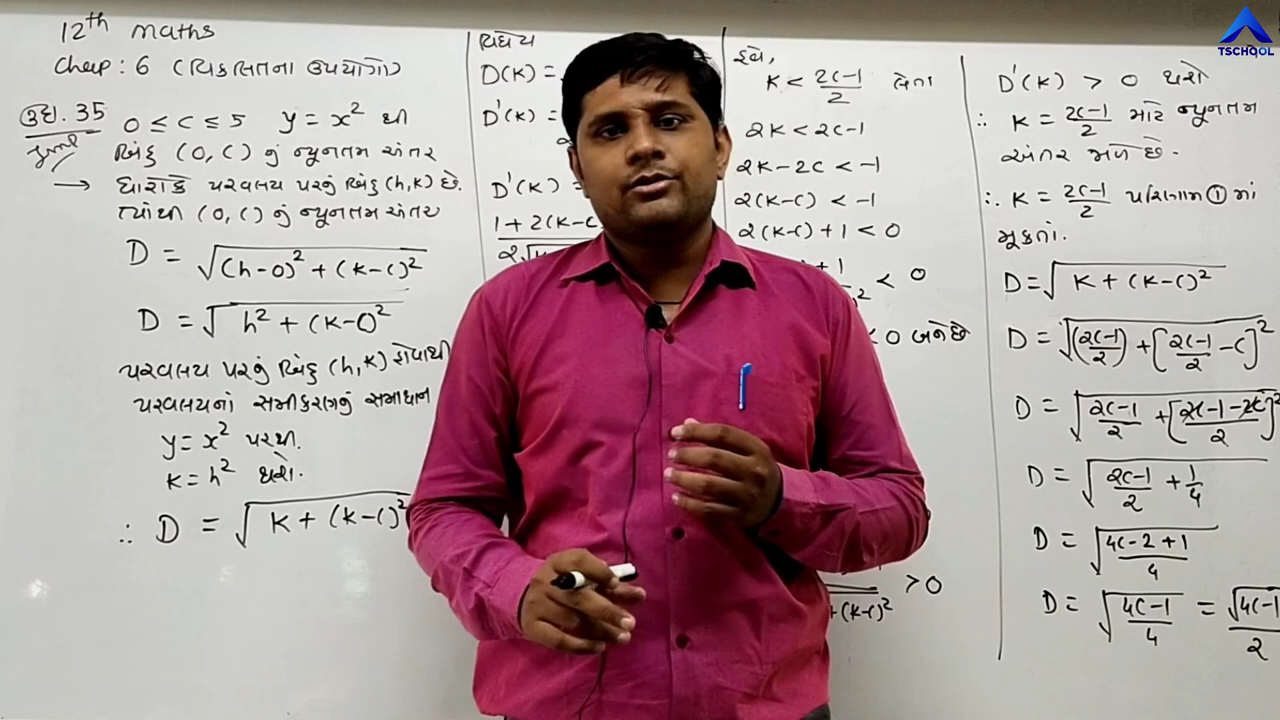 12th Maths
Chap : 6 (વિકલિતના ઉપયોગો)
ઉદા. 35
0 ≤ c ≤ 5 y = x² થી
બિંદુ (0, c) નું ન્યૂનતમ અંતર
→ ધારોકે પરવલય પરનું બિંદુ (h, k) છે.
ત્યાંથી (0, c) નું ન્યૂનતમ અંતર
D = √(h-0)² + (k-c)²
D = √h² + (k-c)²
પરવલય પરનું બિંદુ (h, k) હોવાથી
પરવલયનાં સમીકરણનું સમાધાન
y = x² પરથી.
k = h² થશે.
∴ D = √k + (k-c)²
વિધેય
D(k) =
D'(k) =
D'(k) =
1 + 2(k-c
હવે,
k < 2c-1/2 લેતા
2k < 2c-1
2k - 2c < -1
2(k-c) < -1
2(k-c) + 1 < 0
+1
< 0
< 0 બને છે
> 0
+(k-c)²
D'(k) > 0 થશે
∴ k = 2c-1/2 માટે ન્યૂનતમ
અંતર મળે છે.
∴ k = 2c-1/2 પરિણામ ① માં
મૂકતાં.
D = √k + (k-c)²
D = √(2c-1/2) + [2c-1/2 - c]²
D = √2c-1/2 + [2c-1-2c/2]²
D = √2c-1/2 + 1/4
D = √4c-2+1/4
D = √4c-1/4 = √4c-1/2
TSCHOOL